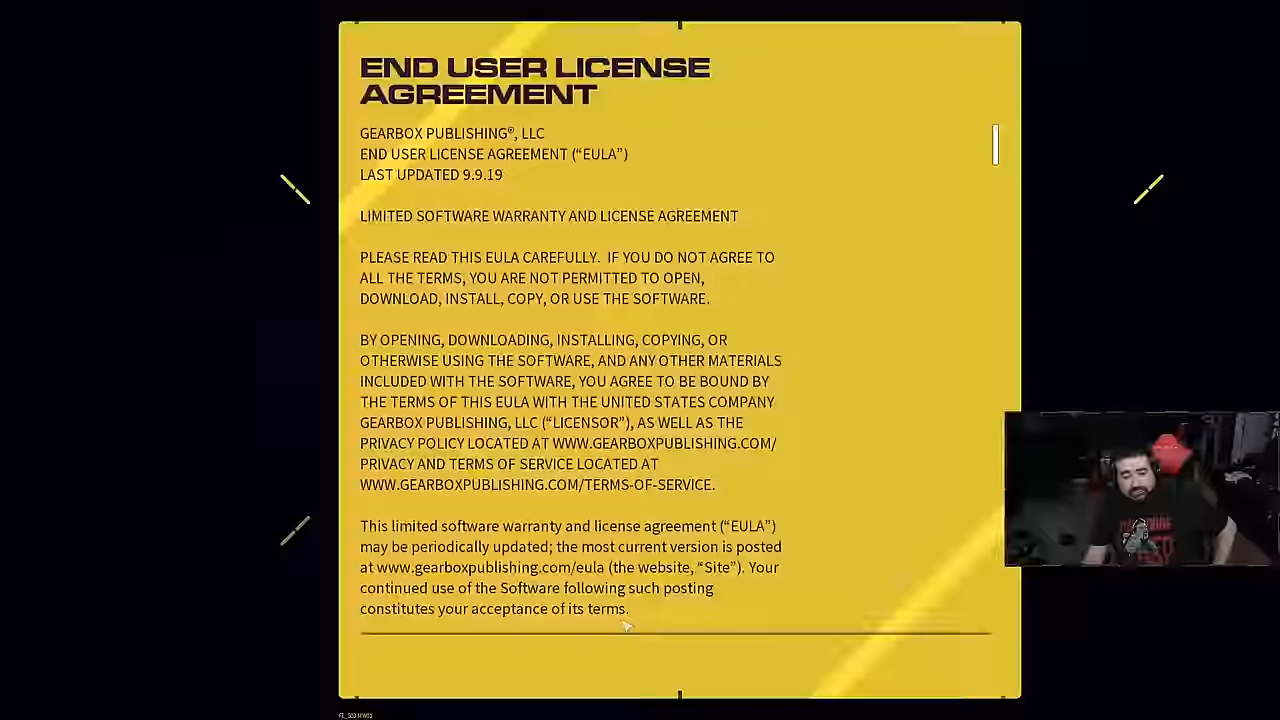 END USER LICENSE
AGREEMENT
GEARBOX PUBLISHING®, LLC
END USER LICENSE AGREEMENT (“EULA”)
LAST UPDATED 9.9.19
LIMITED SOFTWARE WARRANTY AND LICENSE AGREEMENT
PLEASE READ THIS EULA CAREFULLY.  IF YOU DO NOT AGREE TO
ALL THE TERMS, YOU ARE NOT PERMITTED TO OPEN,
DOWNLOAD, INSTALL, COPY, OR USE THE SOFTWARE.
BY OPENING, DOWNLOADING, INSTALLING, COPYING, OR
OTHERWISE USING THE SOFTWARE, AND ANY OTHER MATERIALS
INCLUDED WITH THE SOFTWARE, YOU AGREE TO BE BOUND BY
THE TERMS OF THIS EULA WITH THE UNITED STATES COMPANY
GEARBOX PUBLISHING, LLC (“LICENSOR”), AS WELL AS THE
PRIVACY POLICY LOCATED AT WWW.GEARBOXPUBLISHING.COM/
PRIVACY AND TERMS OF SERVICE LOCATED AT
WWW.GEARBOXPUBLISHING.COM/TERMS-OF-SERVICE.
This limited software warranty and license agreement (“EULA”)
may be periodically updated; the most current version is posted
at www.gearboxpublishing.com/eula (the website, “Site”). Your
continued use of the Software following such posting
constitutes your acceptance of its terms.